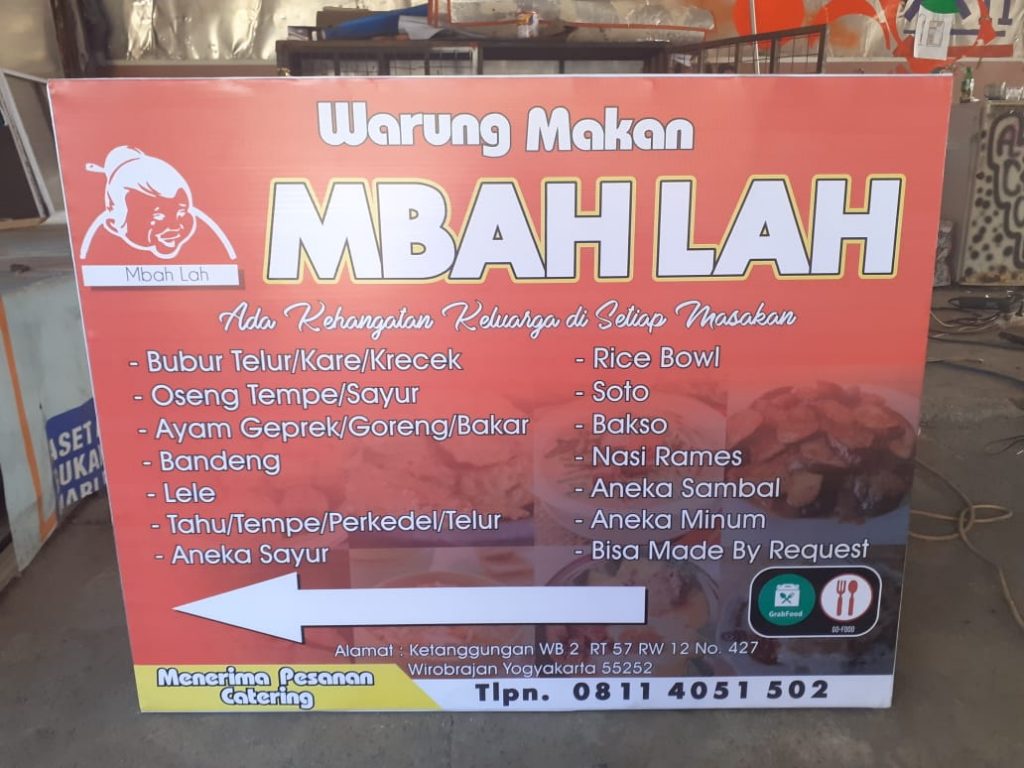 Warung Makan
MBAH LAH
Mbah Lah
Ada Kehangatan Keluarga di Setiap Masakan
- Bubur Telur/Kare/Krecek
- Oseng Tempe/Sayur
- Ayam Geprek/Goreng/Bakar
- Bandeng
- Lele
- Tahu/Tempe/Perkedel/Telur
- Aneka Sayur
- Rice Bowl
- Soto
- Bakso
- Nasi Rames
- Aneka Sambal
- Aneka Minum
- Bisa Made By Request
GrabFood
GO-FOOD
Alamat : Ketanggungan WB 2 RT 57 RW 12 No. 427
Wirobrajan Yogyakarta 55252
Menerima Pesanan
Catering
Tlpn. 0811 4051 502
ASET